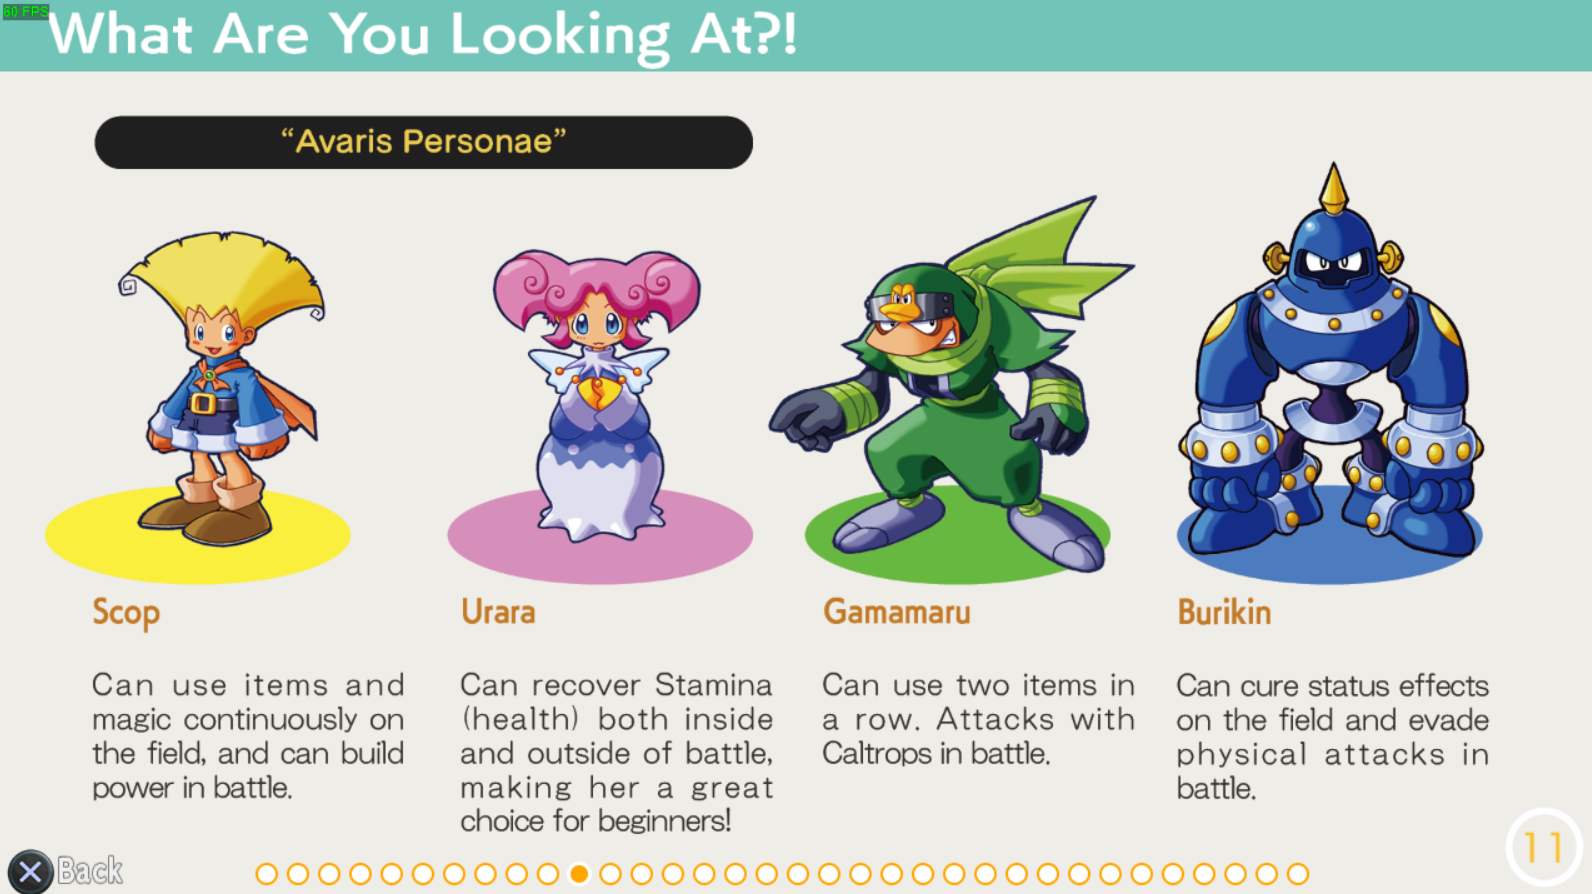 60 FPS
What Are You Looking At?!
“Avaris Personae”
Scop
Can use items and
magic continuously on
the field, and can build
power in battle.
Urara
Can recover Stamina
(health) both inside
and outside of battle,
making her a great
choice for beginners!
Gamamaru
Can use two items in
a row. Attacks with
Caltrops in battle.
Burikin
Can cure status effects
on the field and evade
physical attacks in
battle.
Back
11